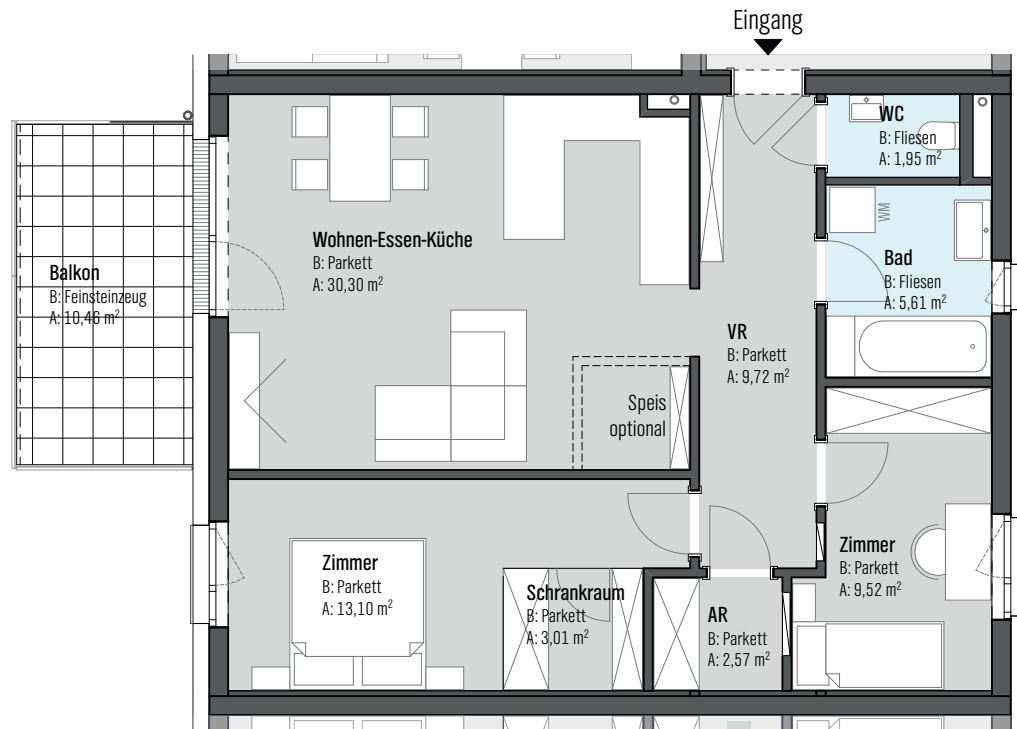 Eingang
WC
B: Fliesen
A: 1,95 m²
WM
Wohnen-Essen-Küche
B: Parkett
A: 30,30 m²
Bad
B: Fliesen
A: 5,61 m²
Balkon
B: Feinsteinzeug
A: 10,46 m²
VR
B: Parkett
A: 9,72 m²
Speis
optional
Zimmer
B: Parkett
A: 9,52 m²
Zimmer
B: Parkett
A: 13,10 m²
Schrankraum
B: Parkett
A: 3,01 m²
AR
B: Parkett
A: 2,57 m²